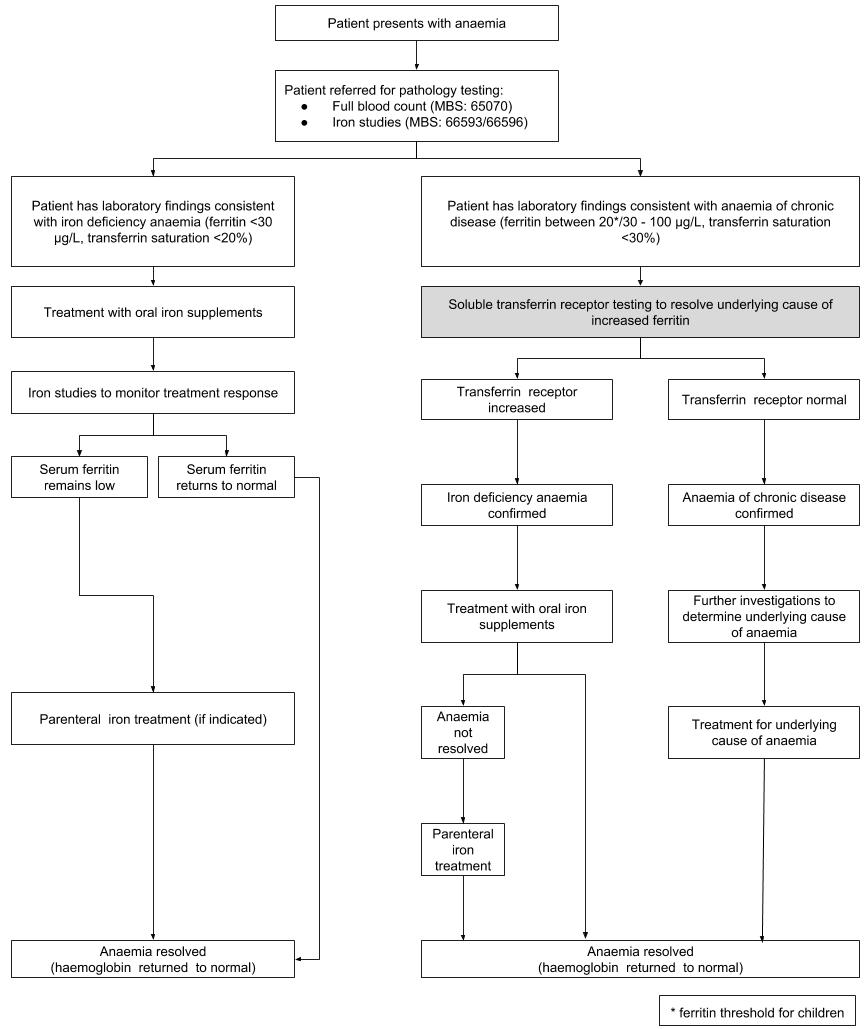 Patient presents with anaemia
Patient referred for pathology testing:
● Full blood count (MBS: 65070)
● Iron studies (MBS: 66593/66596)
Patient has laboratory findings consistent
with iron deficiency anaemia (ferritin <30
µg/L, transferrin saturation <20%)
Patient has laboratory findings consistent with anaemia of chronic
disease (ferritin between 20*/30 - 100 µg/L, transferrin saturation
<30%)
Treatment with oral iron supplements
Soluble transferrin receptor testing to resolve underlying cause of
increased ferritin
Iron studies to monitor treatment response
Transferrin receptor
increased
Transferrin receptor normal
Serum ferritin
remains low
Serum ferritin
returns to normal
Iron deficiency anaemia
confirmed
Anaemia of chronic disease
confirmed
Treatment with oral iron
supplements
Further investigations to
determine underlying cause
of anaemia
Parenteral iron treatment (if indicated)
Anaemia
not
resolved
Treatment for underlying
cause of anaemia
Parenteral
iron
treatment
Anaemia resolved
(haemoglobin returned to normal)
Anaemia resolved
(haemoglobin returned to normal)
* ferritin threshold for children